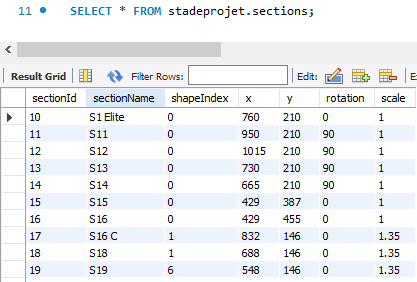 11 SELECT * FROM stadeprojet.sections;
Result Grid Filter Rows: Edit:
sectionId sectionName shapeIndex x y rotation scale
10 S1 Elite 0 760 210 0 1
11 S11 0 950 210 90 1
12 S12 0 1015 210 90 1
13 S13 0 730 210 90 1
14 S14 0 665 210 90 1
15 S15 0 429 387 0 1
16 S16 0 429 455 0 1
17 S16 C 1 832 146 0 1.35
18 S18 1 688 146 0 1.35
19 S19 6 548 146 0 1.35